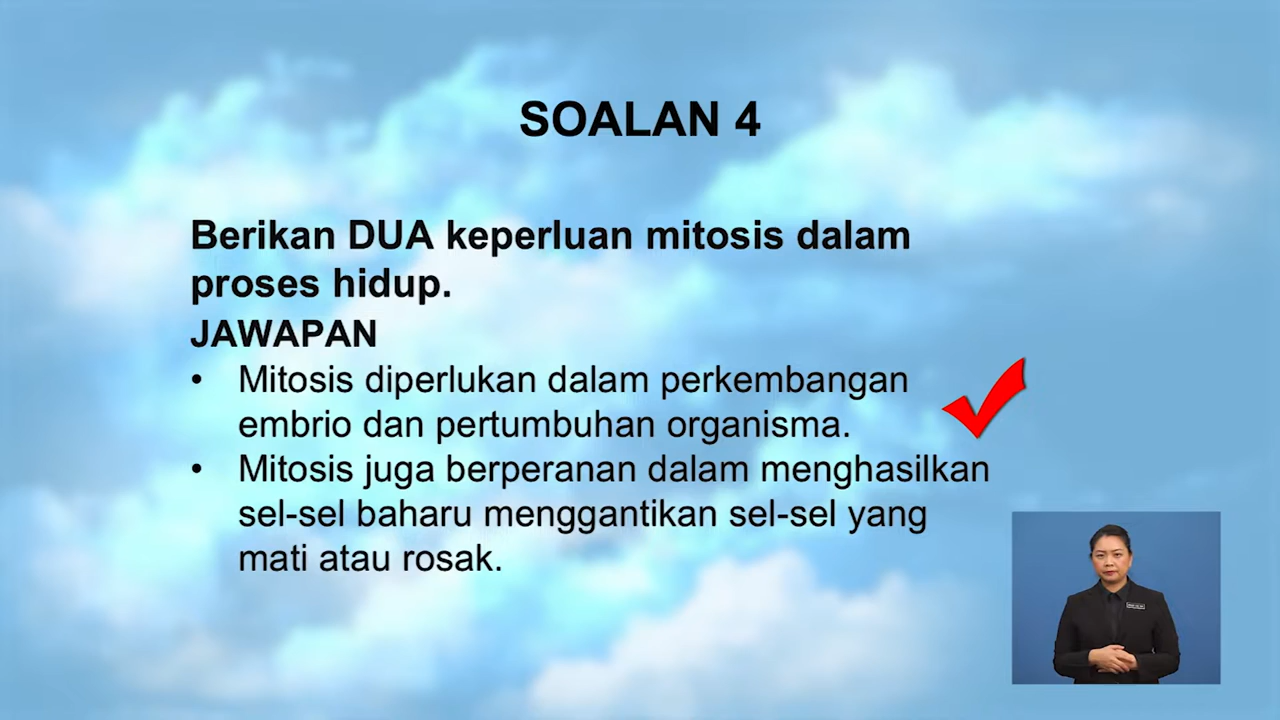 SOALAN 4
Berikan DUA keperluan mitosis dalam
proses hidup.
JAWAPAN
• Mitosis diperlukan dalam perkembangan
embrio dan pertumbuhan organisma.
• Mitosis juga berperanan dalam menghasilkan
sel-sel baharu menggantikan sel-sel yang
mati atau rosak.